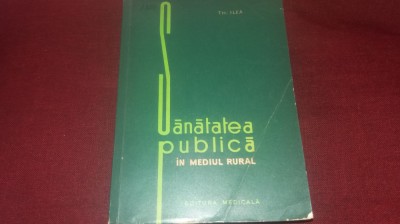 TH. ILEA
Sănătatea
publică
ÎN MEDIUL RURAL
EDITURA MEDICALĂ